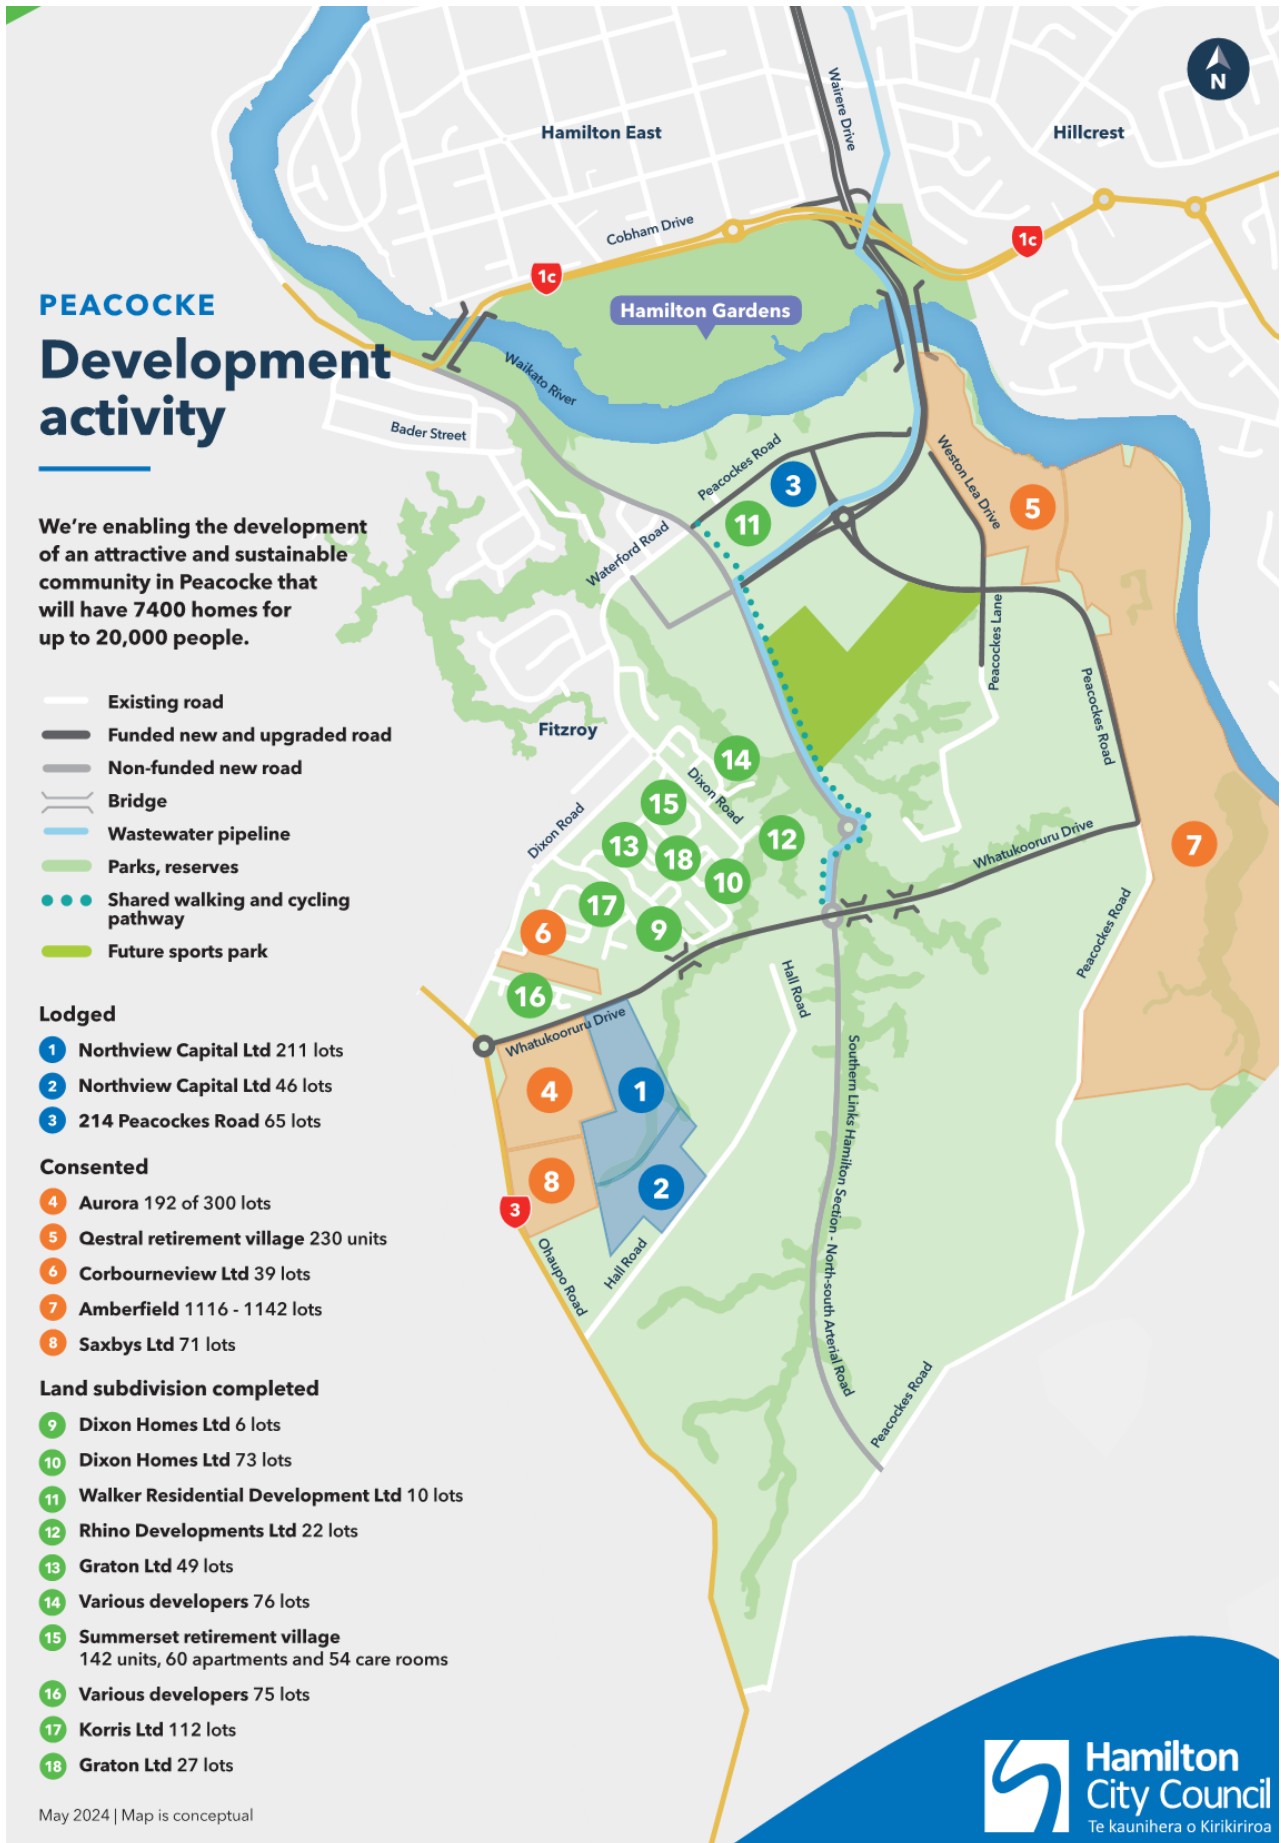 N
Wairere Drive
Hamilton East
Hillcrest
Cobham Drive
1c
1c
PEACOCKE
Development
activity
Hamilton Gardens
Waikato River
Bader Street
Peacockes Road
Weston Lea Drive
3
5
11
Waterford Road
We're enabling the development
of an attractive and sustainable
community in Peacocke that
will have 7400 homes for
up to 20,000 people.
Peacockes Lane
Peacockes Road
Existing road
Funded new and upgraded road
Non-funded new road
Bridge
Wastewater pipeline
Parks, reserves
Shared walking and cycling
pathway
Future sports park
Fitzroy
14
Dixon Road
15
Dixon Road
13
18
12
10
Whatukooruru Drive
7
17
9
6
Peacockes Road
16
Hall Road
Whatukooruru Drive
4
1
Southern Links Hamilton Section - North-south Arterial Road
8
2
3
Ohaupo Road
Hall Road
Peacockes Road
Lodged
1 Northview Capital Ltd 211 lots
2 Northview Capital Ltd 46 lots
3 214 Peacockes Road 65 lots
Consented
4 Aurora 192 of 300 lots
5 Qestral retirement village 230 units
6 Corbourneview Ltd 39 lots
7 Amberfield 1116 - 1142 lots
8 Saxbys Ltd 71 lots
Land subdivision completed
9 Dixon Homes Ltd 6 lots
10 Dixon Homes Ltd 73 lots
11 Walker Residential Development Ltd 10 lots
12 Rhino Developments Ltd 22 lots
13 Graton Ltd 49 lots
14 Various developers 76 lots
15 Summerset retirement village
142 units, 60 apartments and 54 care rooms
16 Various developers 75 lots
17 Korris Ltd 112 lots
18 Graton Ltd 27 lots
May 2024 | Map is conceptual
Hamilton
City Council
Te kaunihera o Kirikiriroa